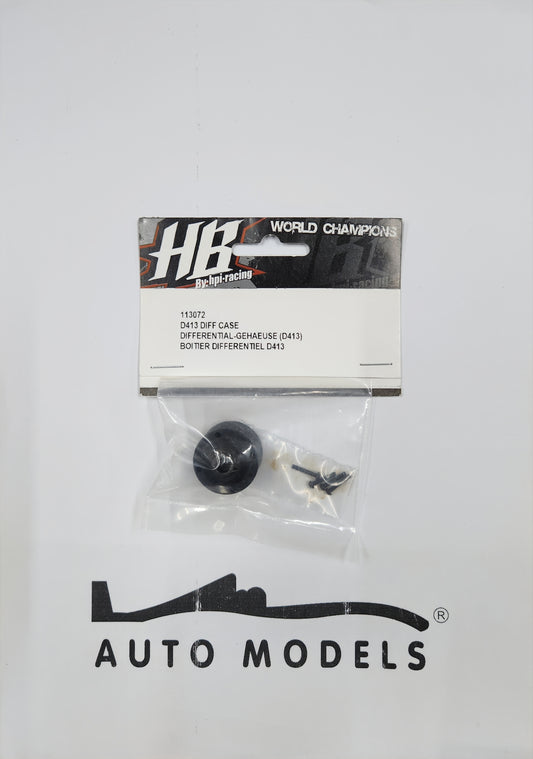 HB
WORLD CHAMPIONS
By:hpi-racing
113072
D413 DIFF CASE
DIFFERENTIAL-GEHAEUSE (D413)
BOITIER DIFFERENTIEL D413
®
AUTO MODELS